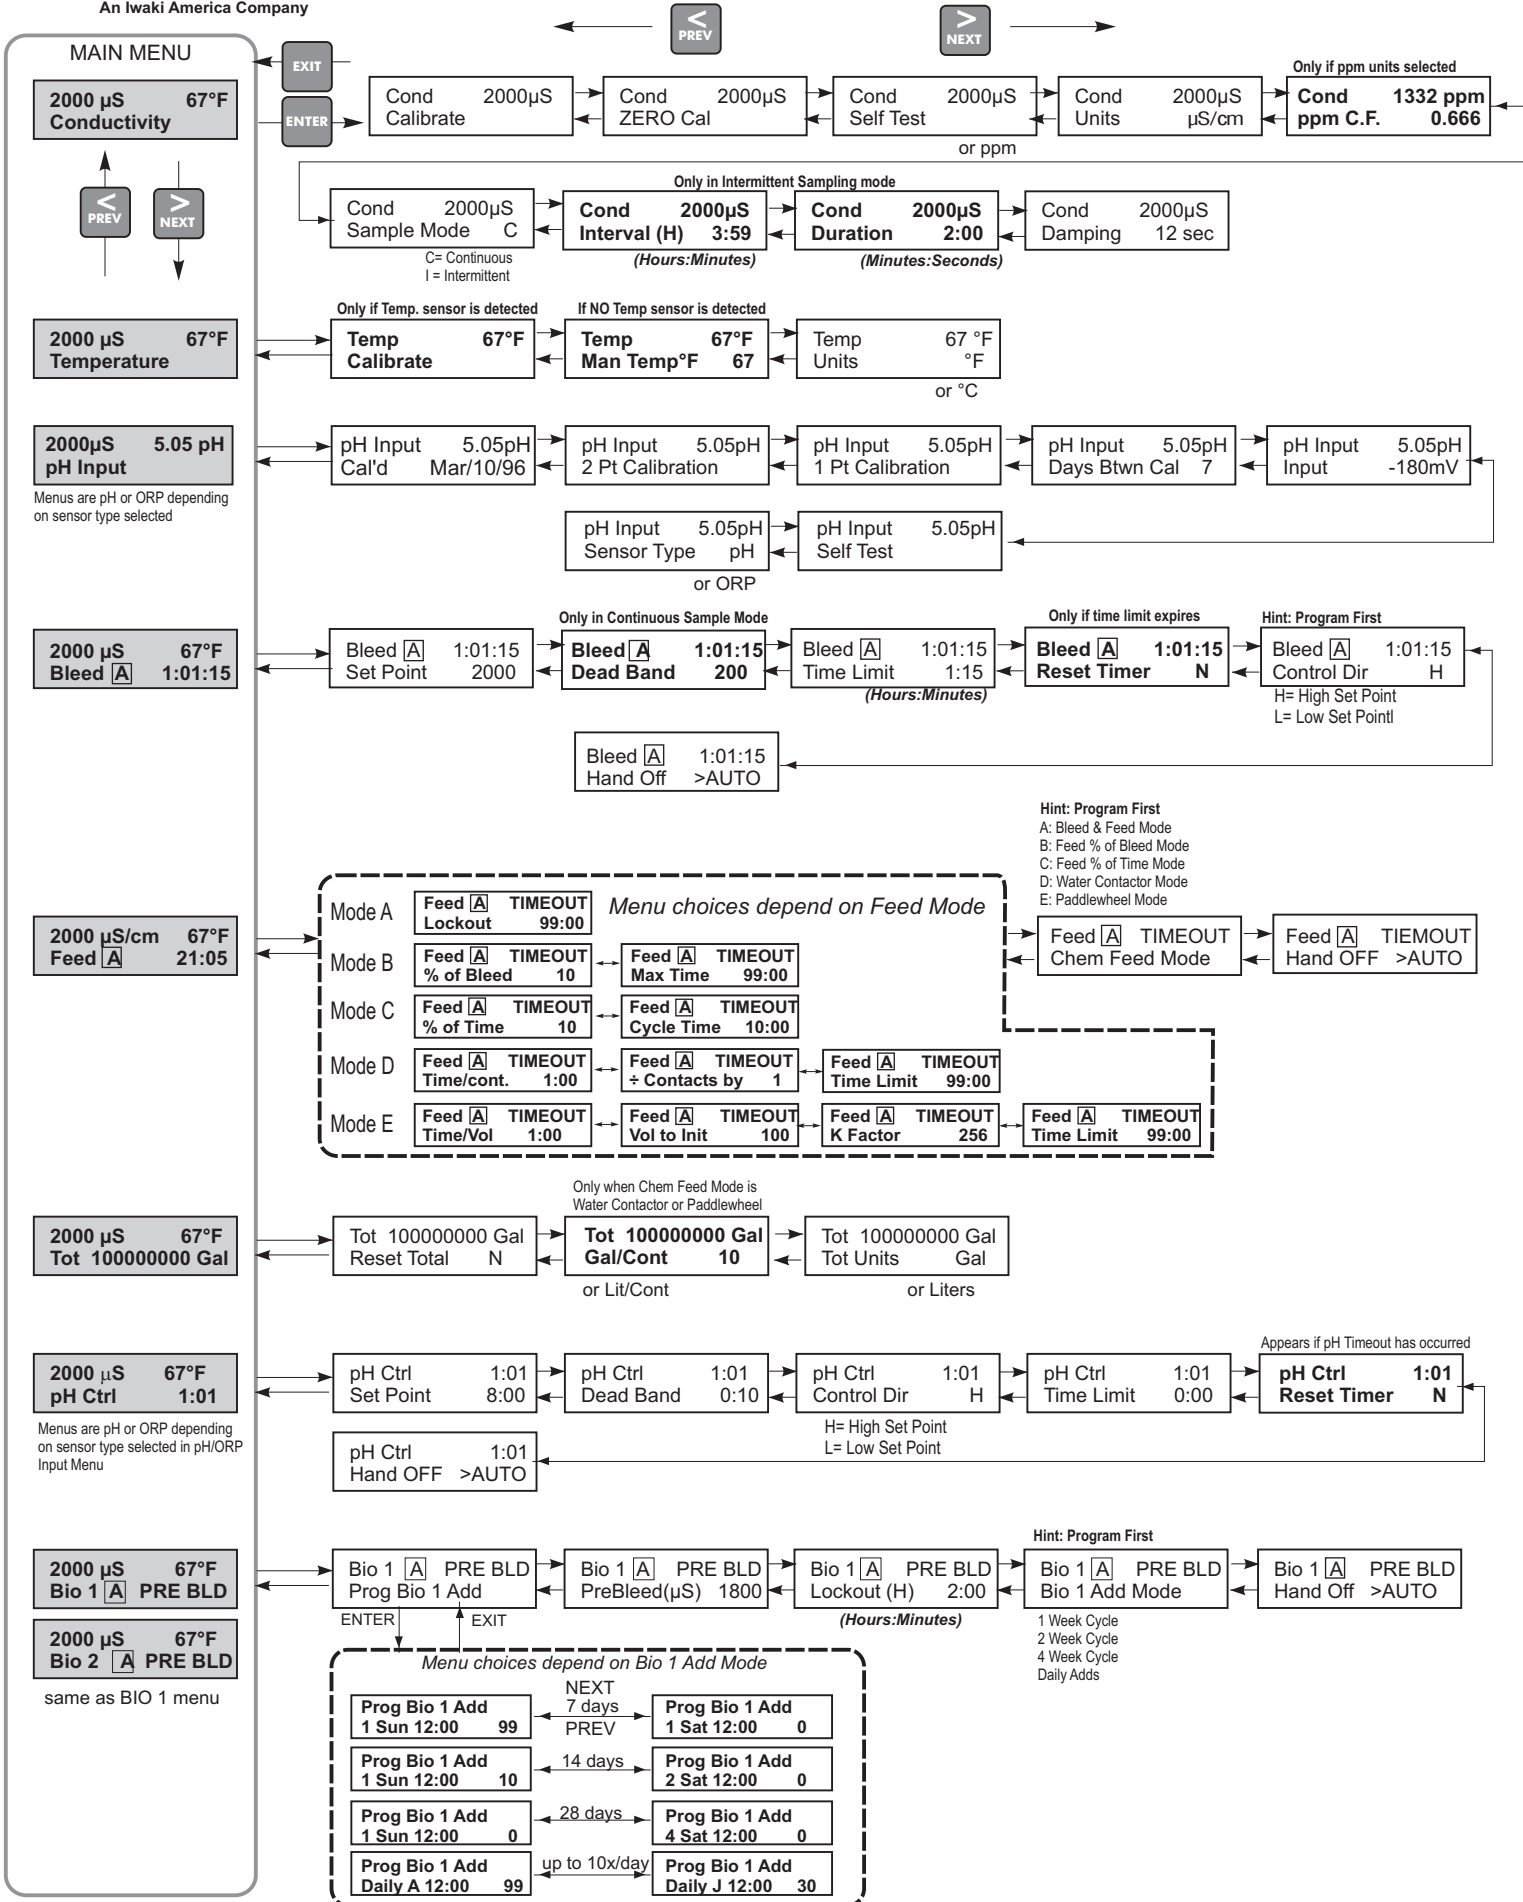 An Iwaki America Company
<
PREV
>
NEXT
MAIN MENU
EXIT
ENTER
2000 µS 67°F
Conductivity
Cond 2000µS
Calibrate
Cond 2000µS
ZERO Cal
Cond 2000µS
Self Test
Cond 2000µS
Units µS/cm
or ppm
Only if ppm units selected
Cond 1332 ppm
ppm C.F. 0.666
<
PREV
>
NEXT
Cond 2000µS
Sample Mode C
C= Continuous
I = Intermittent
Only in Intermittent Sampling mode
Cond 2000µS
Interval (H) 3:59
(Hours:Minutes)
Cond 2000µS
Duration 2:00
(Minutes:Seconds)
Cond 2000µS
Damping 12 sec
2000 µS 67°F
Temperature
Only if Temp. sensor is detected
Temp 67°F
Calibrate
If NO Temp sensor is detected
Temp 67°F
Man Temp°F 67
Temp 67 °F
Units °F
or °C
2000µS 5.05 pH
pH Input
Menus are pH or ORP depending
on sensor type selected
pH Input 5.05pH
Cal'd Mar/10/96
pH Input 5.05pH
2 Pt Calibration
pH Input 5.05pH
1 Pt Calibration
pH Input 5.05pH
Days Btwn Cal 7
pH Input 5.05pH
Input -180mV
pH Input 5.05pH
Sensor Type pH
or ORP
pH Input 5.05pH
Self Test
2000 µS 67°F
Bleed A 1:01:15
Bleed A 1:01:15
Set Point 2000
Only in Continuous Sample Mode
Bleed A 1:01:15
Dead Band 200
Bleed A 1:01:15
Time Limit 1:15
(Hours:Minutes)
Only if time limit expires
Bleed A 1:01:15
Reset Timer N
Hint: Program First
Bleed A 1:01:15
Control Dir H
H= High Set Point
L= Low Set Pointl
Bleed A 1:01:15
Hand Off >AUTO
Hint: Program First
A: Bleed & Feed Mode
B: Feed % of Bleed Mode
C: Feed % of Time Mode
D: Water Contactor Mode
E: Paddlewheel Mode
2000 µS/cm 67°F
Feed A 21:05
Menu choices depend on Feed Mode
Mode A
Feed A TIMEOUT
Lockout 99:00
Mode B
Feed A TIMEOUT
% of Bleed 10
Feed A TIMEOUT
Max Time 99:00
Mode C
Feed A TIMEOUT
% of Time 10
Feed A TIMEOUT
Cycle Time 10:00
Mode D
Feed A TIMEOUT
Time/cont. 1:00
Feed A TIMEOUT
÷ Contacts by 1
Feed A TIMEOUT
Time Limit 99:00
Mode E
Feed A TIMEOUT
Time/Vol 1:00
Feed A TIMEOUT
Vol to Init 100
Feed A TIMEOUT
K Factor 256
Feed A TIMEOUT
Time Limit 99:00
Feed A TIMEOUT
Chem Feed Mode
Feed A TIEMOUT
Hand OFF >AUTO
2000 µS 67°F
Tot 100000000 Gal
Tot 100000000 Gal
Reset Total N
Only when Chem Feed Mode is
Water Contactor or Paddlewheel
Tot 100000000 Gal
Gal/Cont 10
or Lit/Cont
Tot 100000000 Gal
Tot Units Gal
or Liters
2000 µS 67°F
pH Ctrl 1:01
Menus are pH or ORP depending
on sensor type selected in pH/ORP
Input Menu
pH Ctrl 1:01
Set Point 8:00
pH Ctrl 1:01
Dead Band 0:10
pH Ctrl 1:01
Control Dir H
H= High Set Point
L= Low Set Point
pH Ctrl 1:01
Time Limit 0:00
Appears if pH Timeout has occurred
pH Ctrl 1:01
Reset Timer N
pH Ctrl 1:01
Hand OFF >AUTO
2000 µS 67°F
Bio 1 A PRE BLD
2000 µS 67°F
Bio 2 A PRE BLD
same as BIO 1 menu
Bio 1 A PRE BLD
Prog Bio 1 Add
Bio 1 A PRE BLD
PreBleed(µS) 1800
Bio 1 A PRE BLD
Lockout (H) 2:00
(Hours:Minutes)
Hint: Program First
Bio 1 A PRE BLD
Bio 1 Add Mode
1 Week Cycle
2 Week Cycle
4 Week Cycle
Daily Adds
Bio 1 A PRE BLD
Hand Off >AUTO
ENTER
EXIT
Menu choices depend on Bio 1 Add Mode
Prog Bio 1 Add
1 Sun 12:00 99
NEXT
7 days
PREV
Prog Bio 1 Add
1 Sat 12:00 0
Prog Bio 1 Add
1 Sun 12:00 10
14 days
Prog Bio 1 Add
2 Sat 12:00 0
Prog Bio 1 Add
1 Sun 12:00 0
28 days
Prog Bio 1 Add
4 Sat 12:00 0
Prog Bio 1 Add
Daily A 12:00 99
up to 10x/day
Prog Bio 1 Add
Daily J 12:00 30